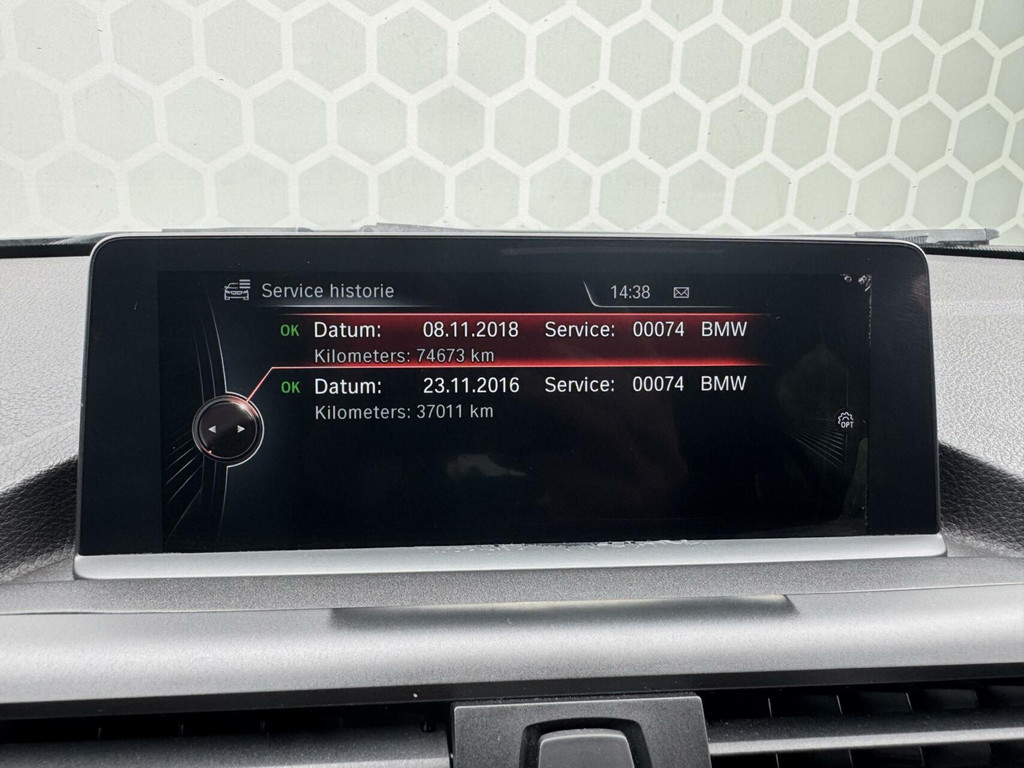 Service historie 14:38
OK Datum: 08.11.2018 Service: 00074 BMW
Kilometers: 74673 km
OK Datum: 23.11.2016 Service: 00074 BMW
Kilometers: 37011 km
OPT